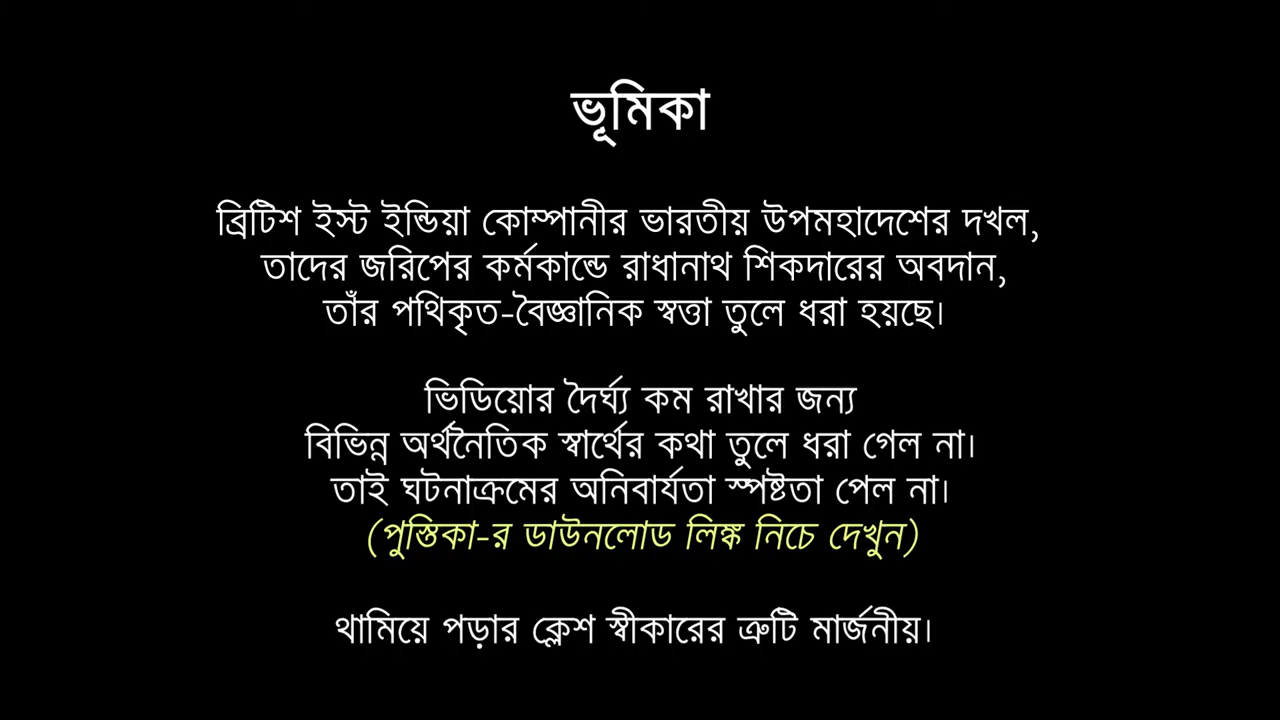 ভূমিকা
ব্রিটিশ ইস্ট ইন্ডিয়া কোম্পানীর ভারতীয় উপমহাদেশের দখল,
তাদের জরিপের কর্মকান্ডে রাধানাথ শিকদারের অবদান,
তাঁর পথিকৃত-বৈজ্ঞানিক স্বত্তা তুলে ধরা হয়ছে।
ভিডিয়োর দৈর্ঘ্য কম রাখার জন্য
বিভিন্ন অর্থনৈতিক স্বার্থের কথা তুলে ধরা গেল না।
তাই ঘটনাক্রমের অনিবার্যতা স্পষ্টতা পেল না।
(পুস্তিকা-র ডাউনলোড লিঙ্ক নিচে দেখুন)
থামিয়ে পড়ার ক্লেশ স্বীকারের ত্রুটি মার্জনীয়।